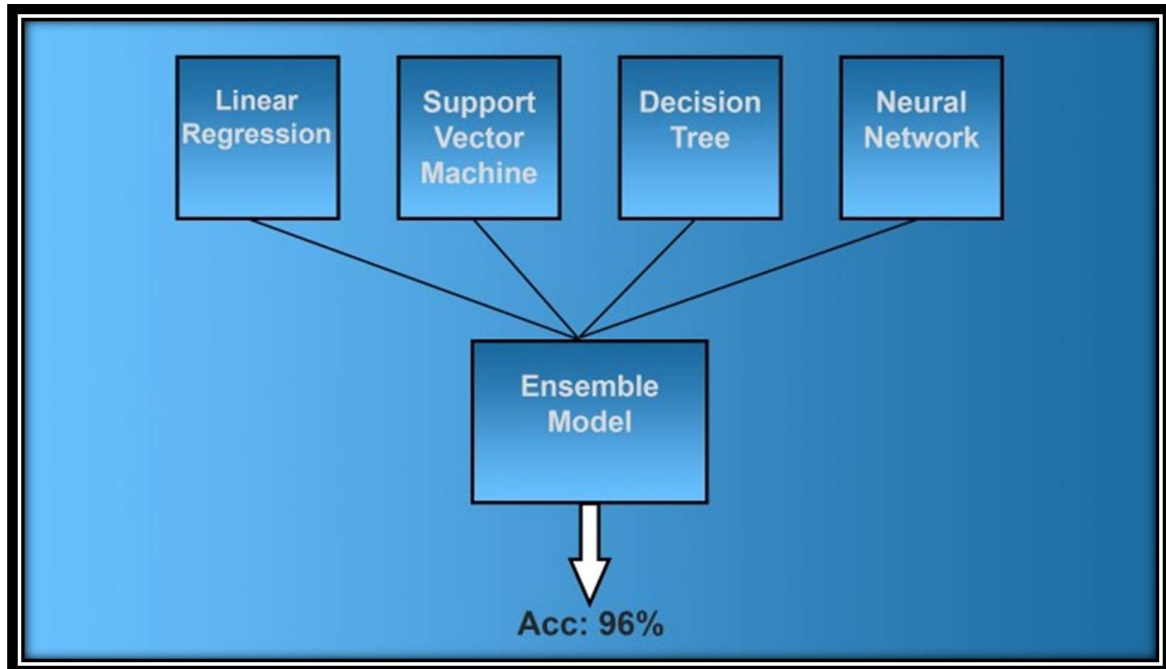 Linear
Regression
Support
Vector
Machine
Decision
Tree
Neural
Network
Ensemble
Model
Acc: 96%